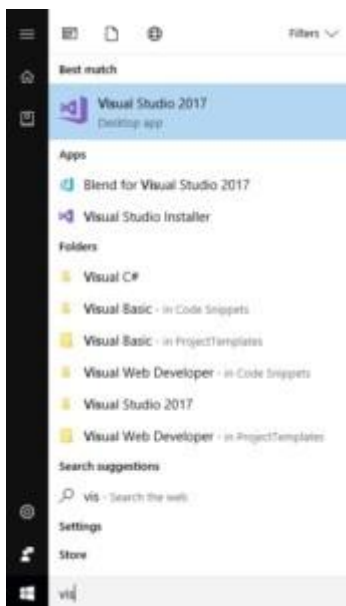 Filters
Best match
Visual Studio 2017
Desktop app
Apps
Blend for Visual Studio 2017
Visual Studio Installer
Folders
Visual C#
Visual Basic - in Code Snippets
Visual Basic - in ProjectTemplates
Visual Web Developer - in Code Snippets
Visual Studio 2017
Visual Web Developer - in ProjectTemplates
Search suggestions
vis - Search the web
Settings
Store
vis